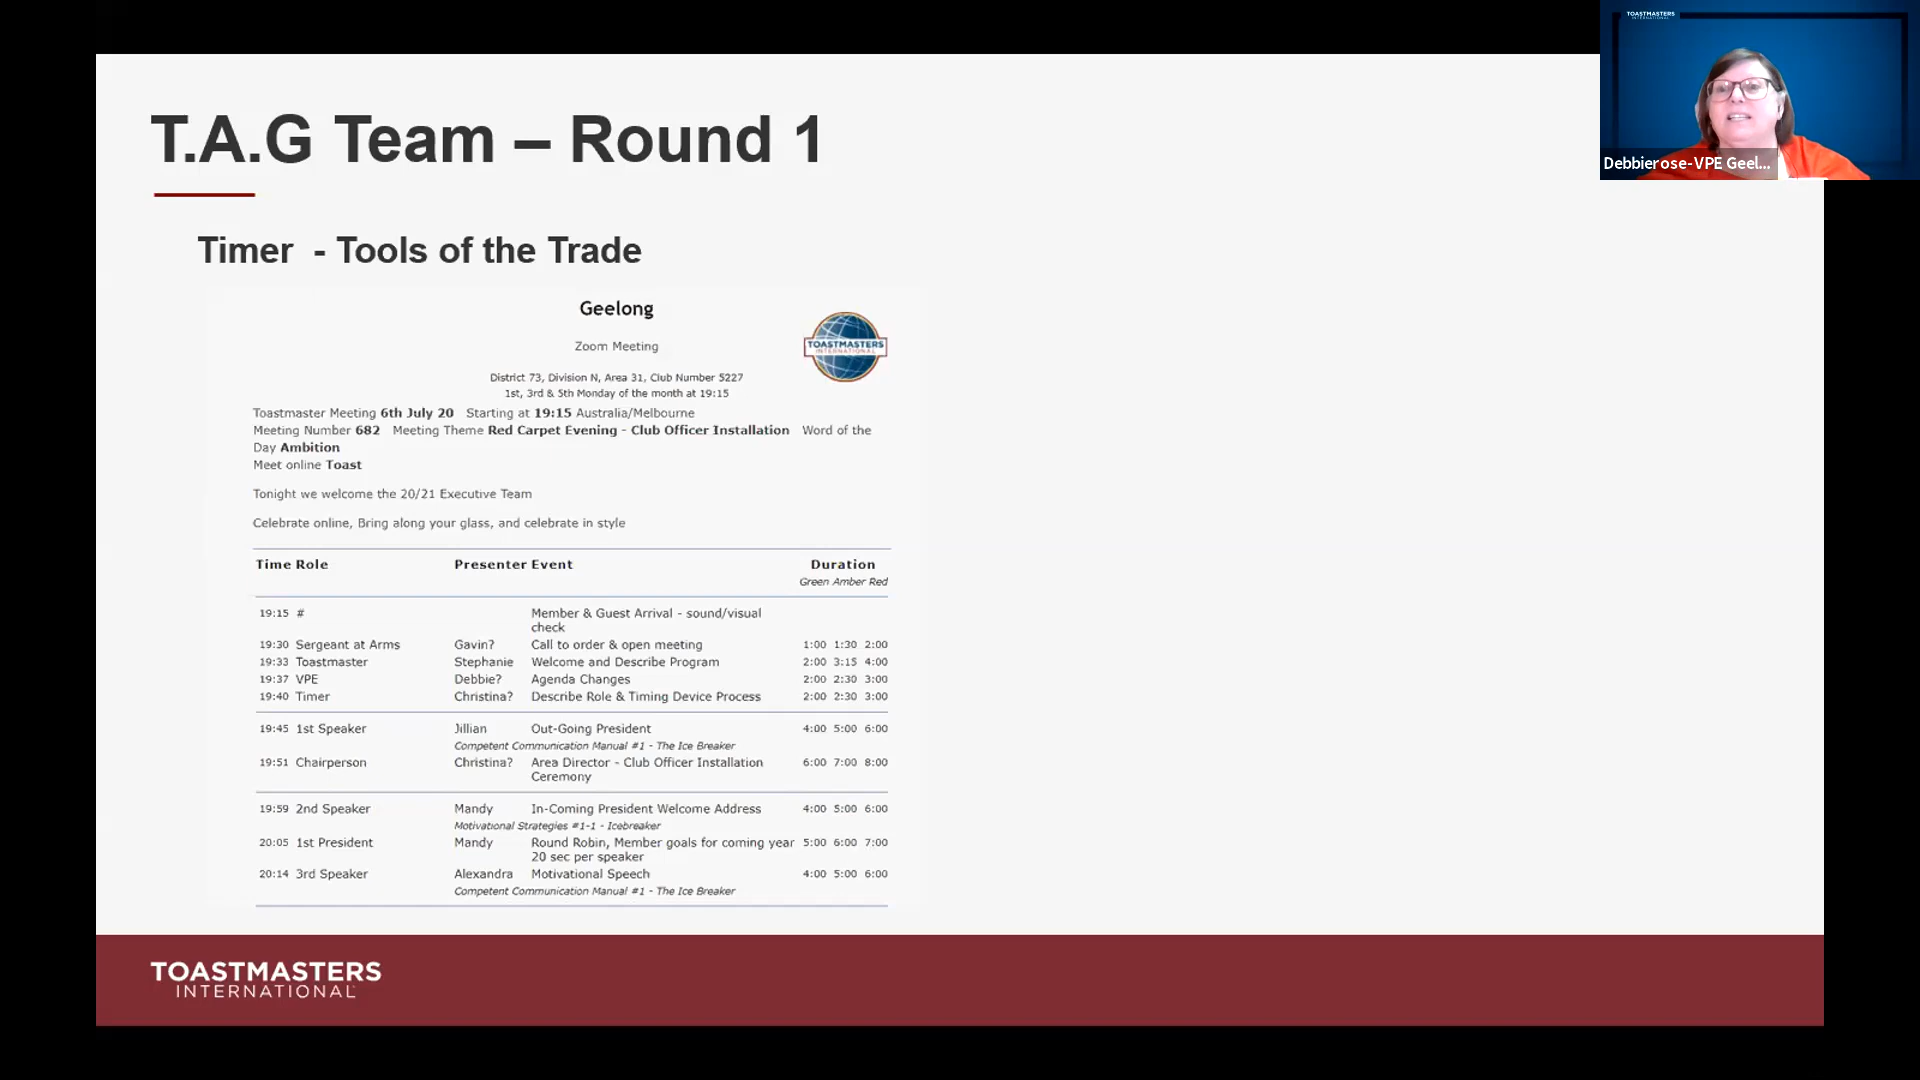 TOASTMASTERS
INTERNATIONAL
Debbierose-VPE Geel...
T.A.G Team – Round 1
Timer - Tools of the Trade
Geelong
Zoom Meeting
TOASTMASTERS
INTERNATIONAL
District 73, Division N, Area 31, Club Number 5227
1st, 3rd & 5th Monday of the month at 19:15
Toastmaster Meeting 6th July 20 Starting at 19:15 Australia/Melbourne
Meeting Number 682 Meeting Theme Red Carpet Evening - Club Officer Installation Word of the
Day Ambition
Meet online Toast
Tonight we welcome the 20/21 Executive Team
Celebrate online, Bring along your glass, and celebrate in style
Time Role Presenter Event Duration
Green Amber Red
19:15 # Member & Guest Arrival - sound/visual
check
19:30 Sergeant at Arms Gavin? Call to order & open meeting 1:00 1:30 2:00
19:33 Toastmaster Stephanie Welcome and Describe Program 2:00 3:15 4:00
19:37 VPE Debbie? Agenda Changes 2:00 2:30 3:00
19:40 Timer Christina? Describe Role & Timing Device Process 2:00 2:30 3:00
19:45 1st Speaker Jillian Out-Going President 4:00 5:00 6:00
Competent Communication Manual #1 - The Ice Breaker
19:51 Chairperson Christina? Area Director - Club Officer Installation 6:00 7:00 8:00
Ceremony
19:59 2nd Speaker Mandy In-Coming President Welcome Address 4:00 5:00 6:00
Motivational Strategies #1-1 - Icebreaker
20:05 1st President Mandy Round Robin, Member goals for coming year 5:00 6:00 7:00
20 sec per speaker
20:14 3rd Speaker Alexandra Motivational Speech 4:00 5:00 6:00
Competent Communication Manual #1 - The Ice Breaker
TOASTMASTERS
INTERNATIONAL